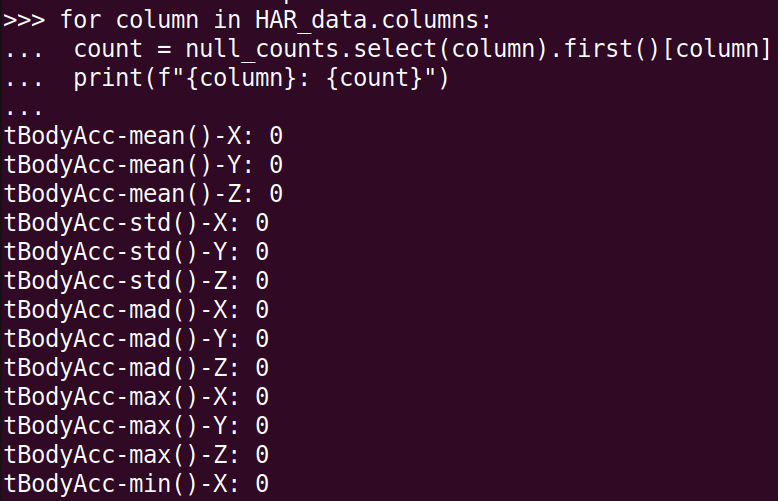 >>> for column in HAR_data.columns:
...  count = null_counts.select(column).first()[column]
...  print(f"{column}: {count}")
...
tBodyAcc-mean()-X: 0
tBodyAcc-mean()-Y: 0
tBodyAcc-mean()-Z: 0
tBodyAcc-std()-X: 0
tBodyAcc-std()-Y: 0
tBodyAcc-std()-Z: 0
tBodyAcc-mad()-X: 0
tBodyAcc-mad()-Y: 0
tBodyAcc-mad()-Z: 0
tBodyAcc-max()-X: 0
tBodyAcc-max()-Y: 0
tBodyAcc-max()-Z: 0
tBodyAcc-min()-X: 0